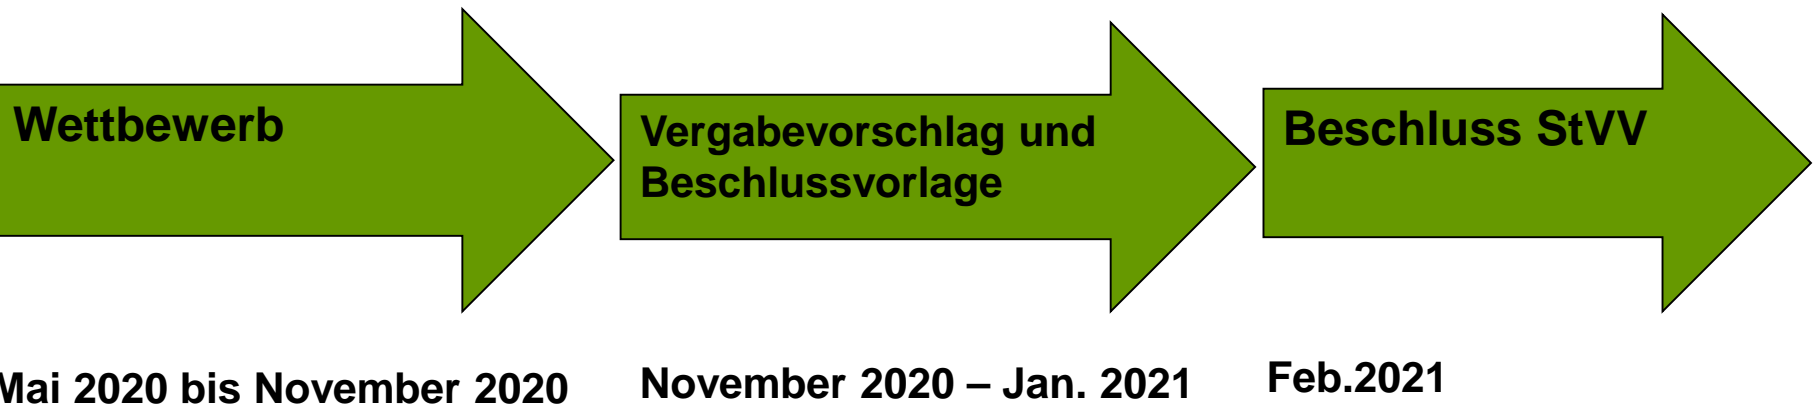 Wettbewerb
Vergabevorschlag und
Beschlussvorlage
Beschluss StVV
Mai 2020 bis November 2020
November 2020 – Jan. 2021
Feb.2021